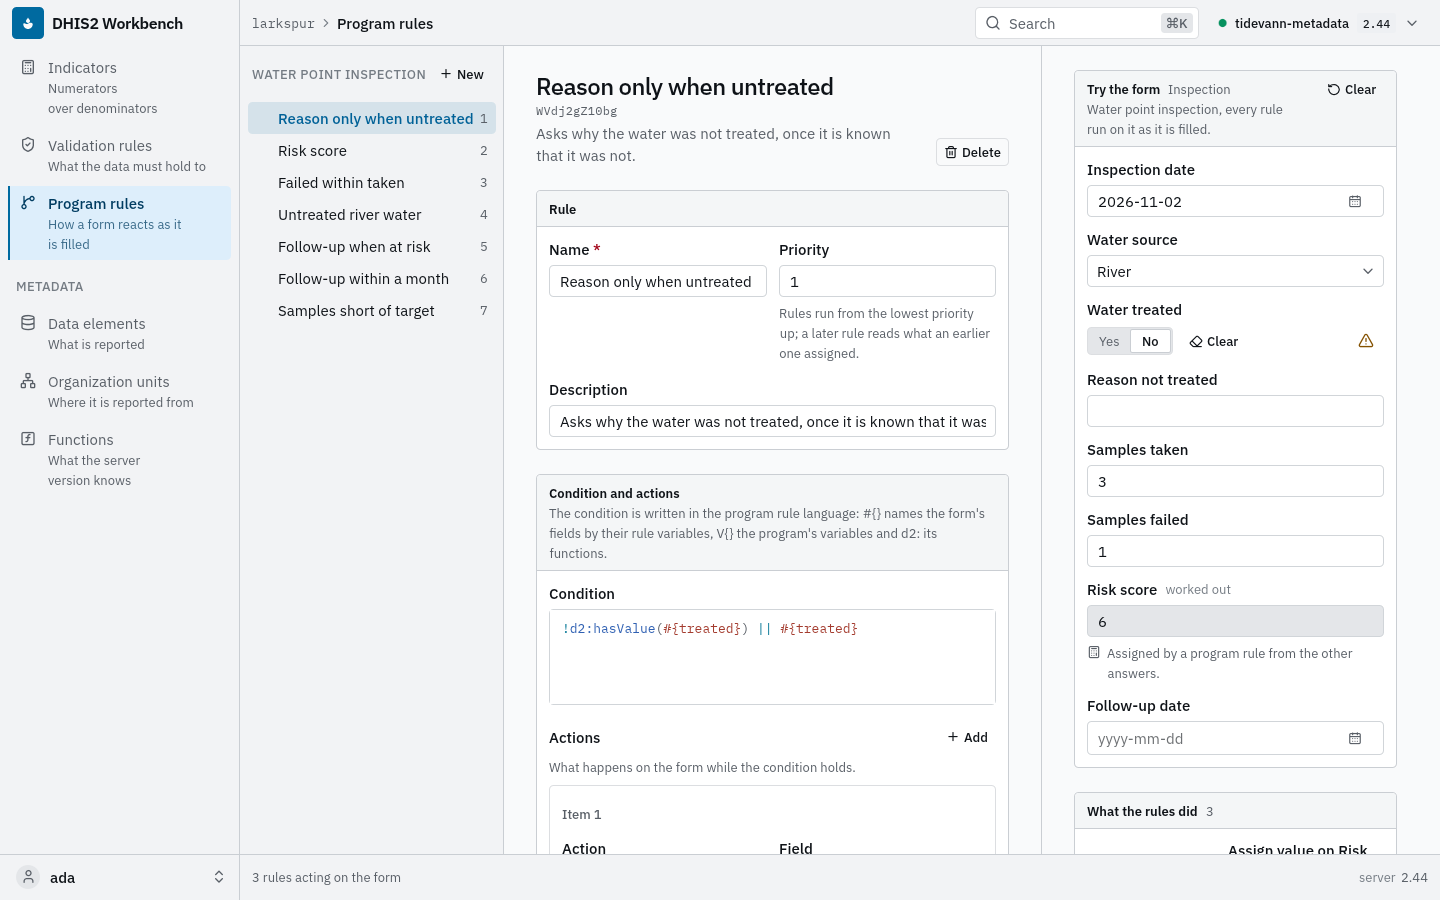 DHIS2 Workbench
larkspur
Program rules
Search
⌘K
tidevann-metadata
2.44
Indicators
Numerators
over denominators
Validation rules
What the data must hold to
Program rules
How a form reacts as it
is filled
METADATA
Data elements
What is reported
Organization units
Where it is reported from
Functions
What the server
version knows
ada
WATER POINT INSPECTION
New
Reason only when untreated 1
Risk score 2
Failed within taken 3
Untreated river water 4
Follow-up when at risk 5
Follow-up within a month 6
Samples short of target 7
Reason only when untreated
WVdj2gZ10bg
Asks why the water was not treated, once it is known
that it was not.
Delete
Rule
Name *
Priority
Reason only when untreated
1
Rules run from the lowest priority
up; a later rule reads what an earlier
one assigned.
Description
Asks why the water was not treated, once it is known that it was
Condition and actions
The condition is written in the program rule language: #{} names the form's
fields by their rule variables, V{} the program's variables and d2: its
functions.
Condition
!d2:hasValue(#{treated}) || #{treated}
Actions
Add
What happens on the form while the condition holds.
Item 1
Action
Field
Try the form Inspection
Clear
Water point inspection, every rule
run on it as it is filled.
Inspection date
2026-11-02
Water source
River
Water treated
Yes
No
Clear
Reason not treated
Samples taken
3
Samples failed
1
Risk score worked out
6
Assigned by a program rule from the other
answers.
Follow-up date
yyyy-mm-dd
What the rules did 3
Assign value on Risk
3 rules acting on the form
server 2.44